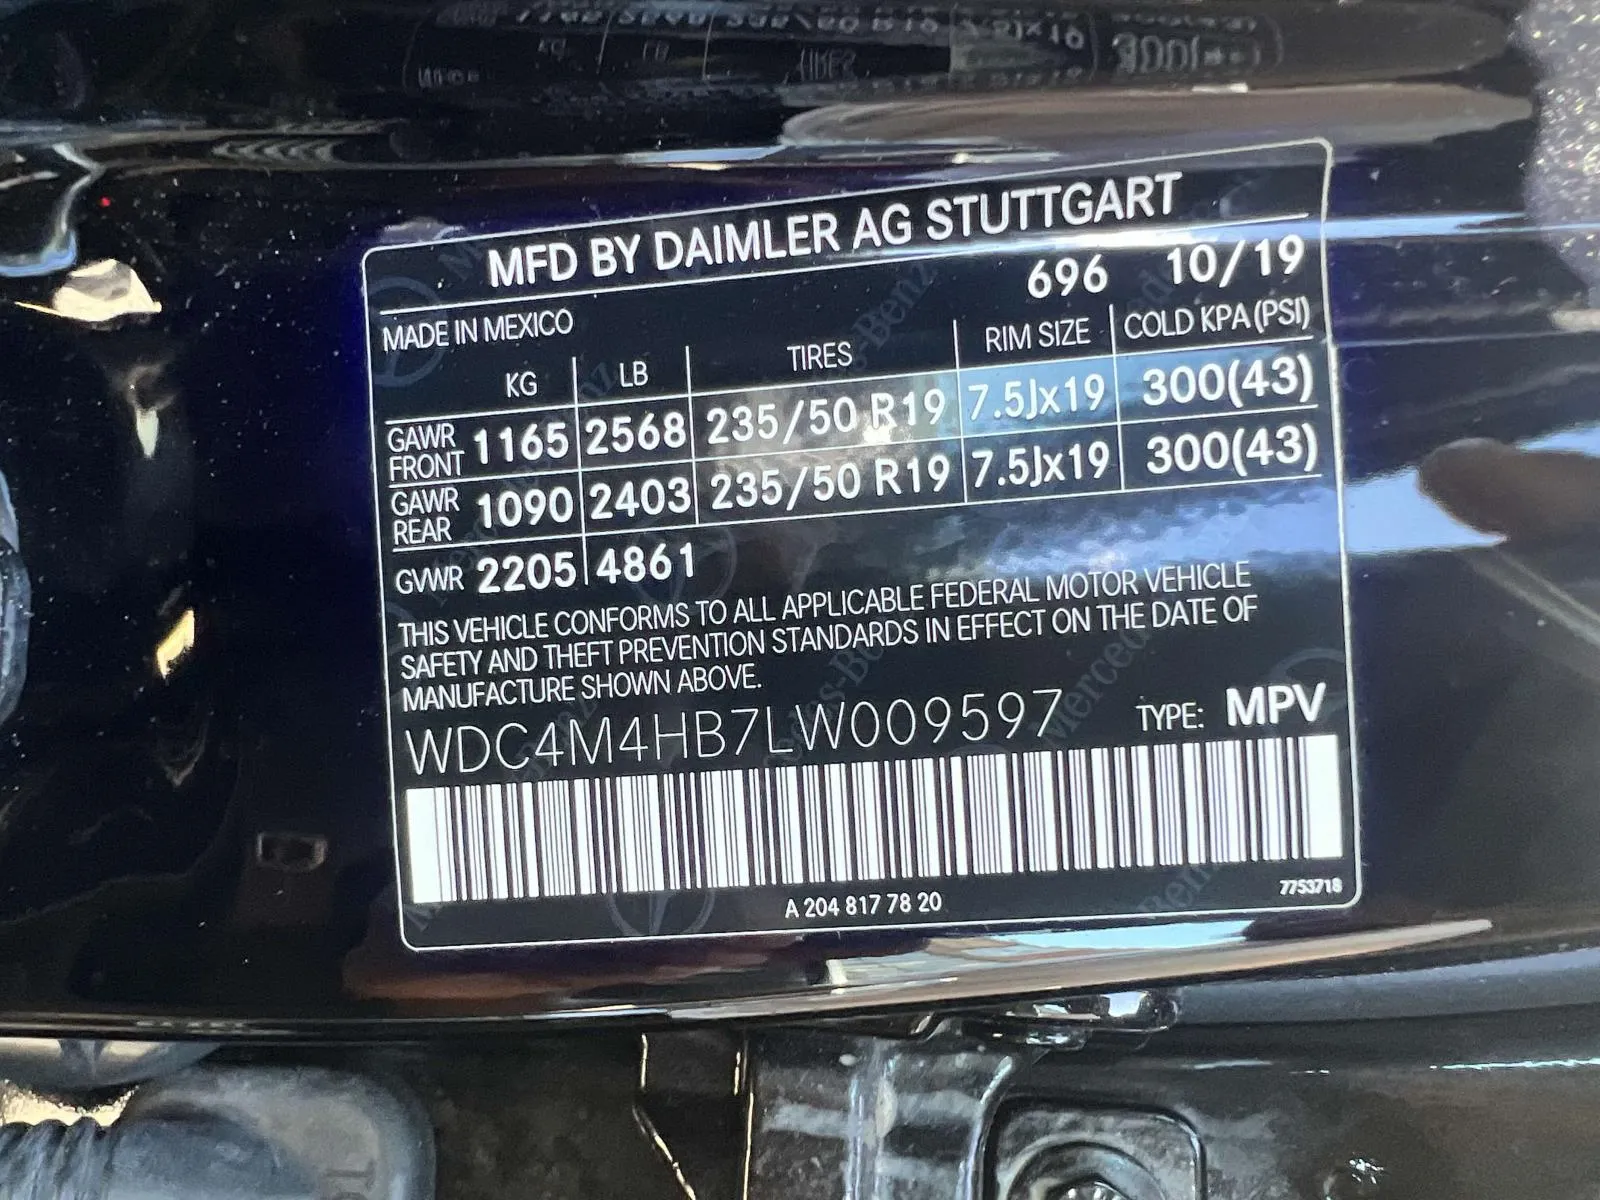 MFD BY DAIMLER AG STUTTGART
696 10/19
MADE IN MEXICO
KG LB TIRES RIM SIZE COLD KPA (PSI)
GAWR FRONT 1165 2568 235/50 R19 7.5Jx19 300(43)
GAWR REAR 1090 2403 235/50 R19 7.5Jx19 300(43)
GVWR 2205 4861
THIS VEHICLE CONFORMS TO ALL APPLICABLE FEDERAL MOTOR VEHICLE
SAFETY AND THEFT PREVENTION STANDARDS IN EFFECT ON THE DATE OF
MANUFACTURE SHOWN ABOVE.
WDC4M4HB7LW009597 TYPE: MPV
A 204 817 78 20
7753718